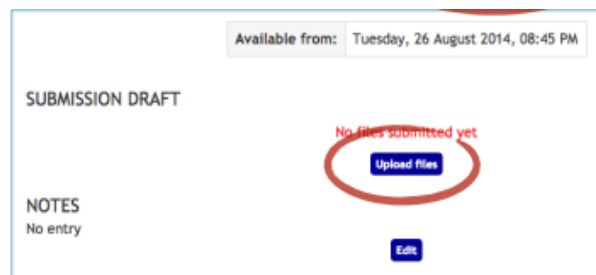 Available from: Tuesday, 26 August 2014, 08:45 PM
SUBMISSION DRAFT
No files submitted yet
Upload files
NOTES
No entry
Edit